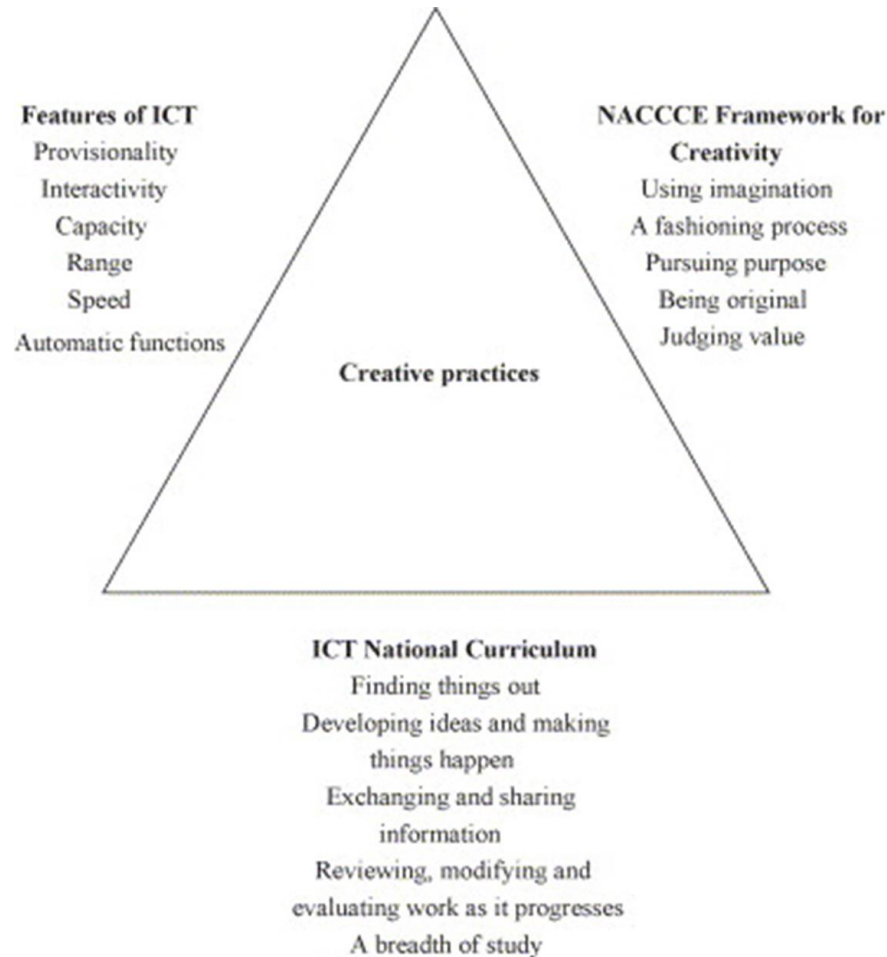 Features of ICT
Provisionality
Interactivity
Capacity
Range
Speed
Automatic functions
NACCCE Framework for
Creativity
Using imagination
A fashioning process
Pursuing purpose
Being original
Judging value
Creative practices
ICT National Curriculum
Finding things out
Developing ideas and making
things happen
Exchanging and sharing
information
Reviewing, modifying and
evaluating work as it progresses
A breadth of study